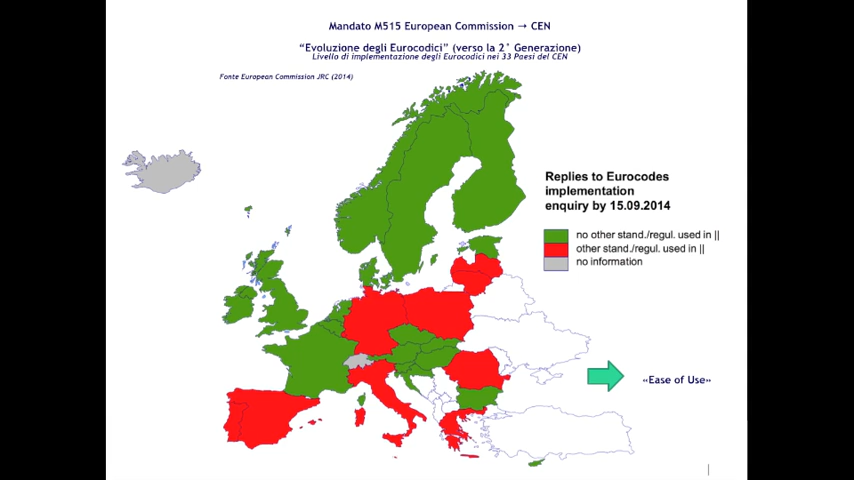 Mandato M515 European Commission → CEN
“Evoluzione degli Eurocodici” (verso la 2° Generazione)
Livello di implementazione degli Eurocodici nei 33 Paesi del CEN
Fonte European Commission JRC (2014)
Replies to Eurocodes
implementation
enquiry by 15.09.2014
no other stand./regul. used in ||
other stand./regul. used in ||
no information
«Ease of Use»